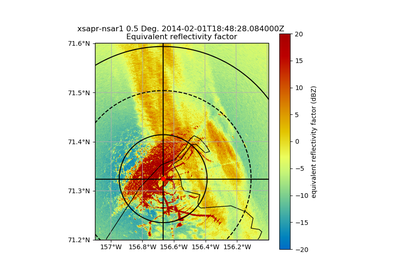 xsapr-nsar1 0.5 Deg. 2014-02-01T18:48:28.084000Z
Equivalent reflectivity factor
71.6°N
71.5°N
71.4°N
71.3°N
71.2°N
157°W 156.8°W 156.6°W 156.4°W 156.2°W
20
15
10
5
0
−5
−10
−15
−20
equivalent reflectivity factor (dBZ)